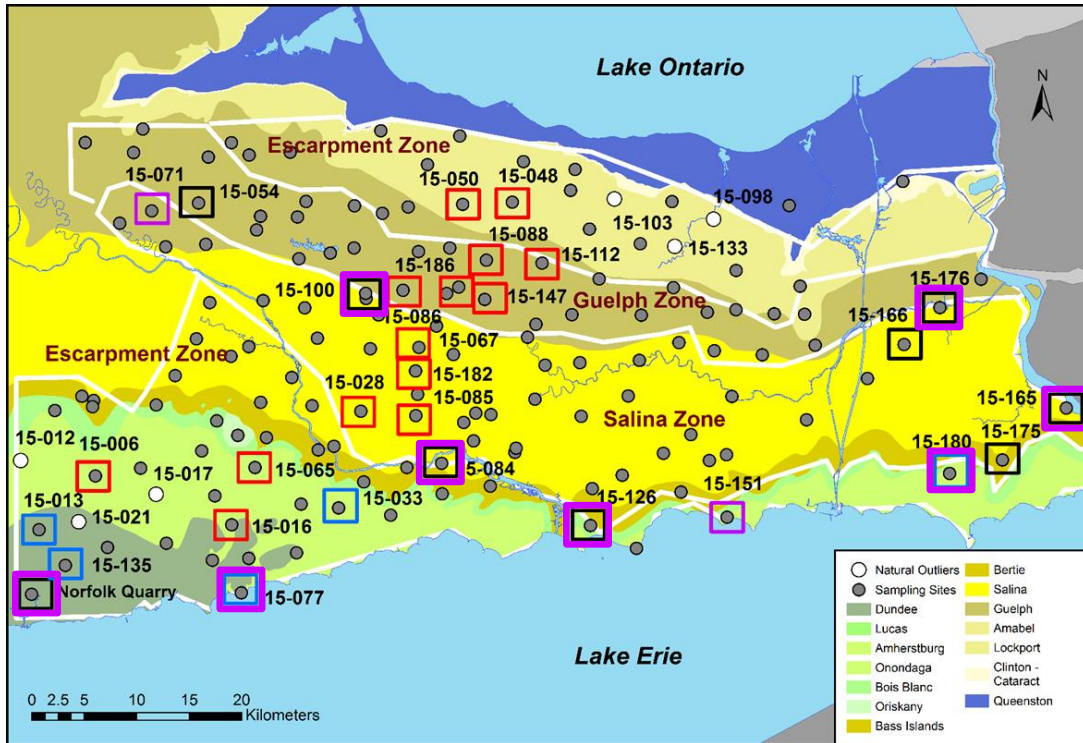 Lake Ontario
N
Escarpment Zone
15-071
15-054
15-050
15-048
15-098
15-103
15-133
15-088
15-112
15-186
15-100
15-147
Guelph Zone
15-176
15-086
15-166
15-067
Escarpment Zone
15-182
15-028
15-085
Salina Zone
15-165
15-012
15-006
15-017
15-065
5-084
15-180
15-175
15-013
15-033
15-126
15-151
15-021
15-016
15-135
Norfolk Quarry
15-077
Lake Erie
0 2.5 5 10 15 20
Kilometers
Natural Outliers
Sampling Sites
Dundee
Lucas
Amherstburg
Onondaga
Bois Blanc
Oriskany
Bass Islands
Bertie
Salina
Guelph
Amabel
Lockport
Clinton -
Cataract
Queenston